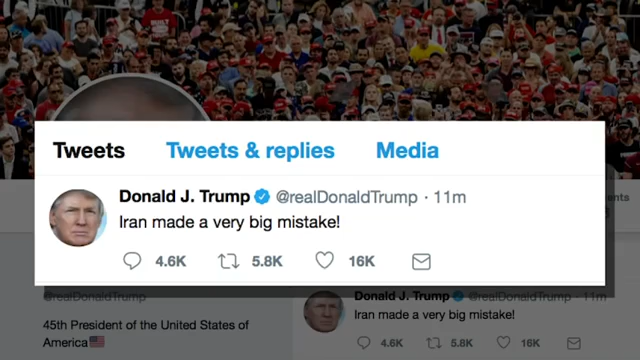 Tweets Tweets & replies Media
Donald J. Trump @realDonaldTrump · 11m
Iran made a very big mistake!
4.6K 5.8K 16K
@realDonaldTrump
45th President of the United States of
America
Donald J. Trump @realDonaldTrump · 11m
Iran made a very big mistake!
4.6K 5.8K 16K